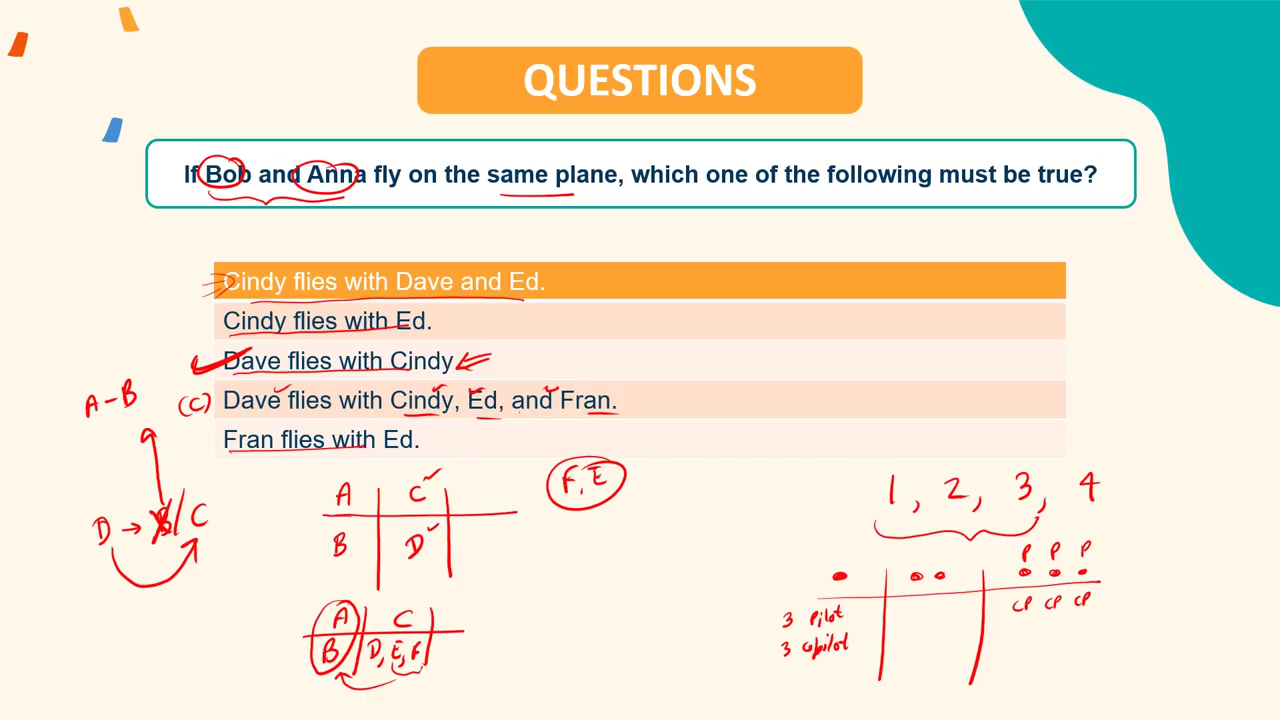 QUESTIONS
If Bob and Anna fly on the same plane, which one of the following must be true?
Cindy flies with Dave and Ed.
Cindy flies with Ed.
Dave flies with Cindy
(C) Dave flies with Cindy, Ed, and Fran.
Fran flies with Ed.
A-B
D → B/C
A C
B D
F, E
A C
B D, E, F
1, 2, 3, 4
P P P
3 Pilot CP CP CP
3 copilot